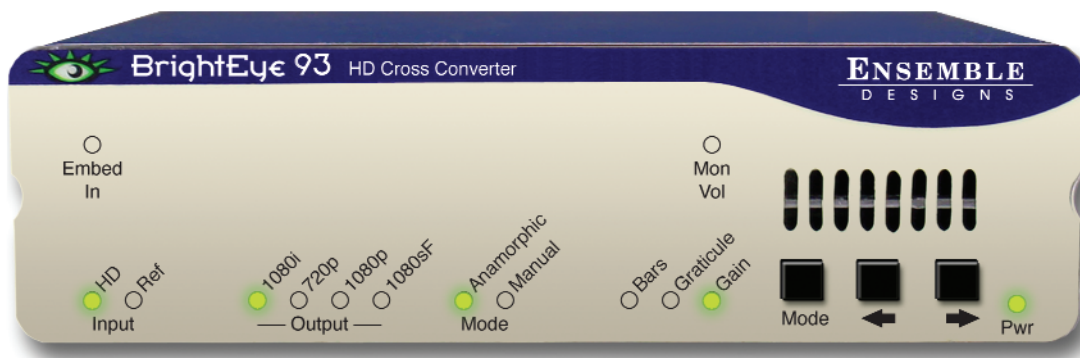 BrightEye 93 HD Cross Converter
ENSEMBLE
DESIGNS
Embed
In
Mon
Vol
HD
Ref
1080i
720p
1080p
1080sF
Anamorphic
Manual
Bars
Graticule
Gain
Input
Output
Mode
Mode
Pwr